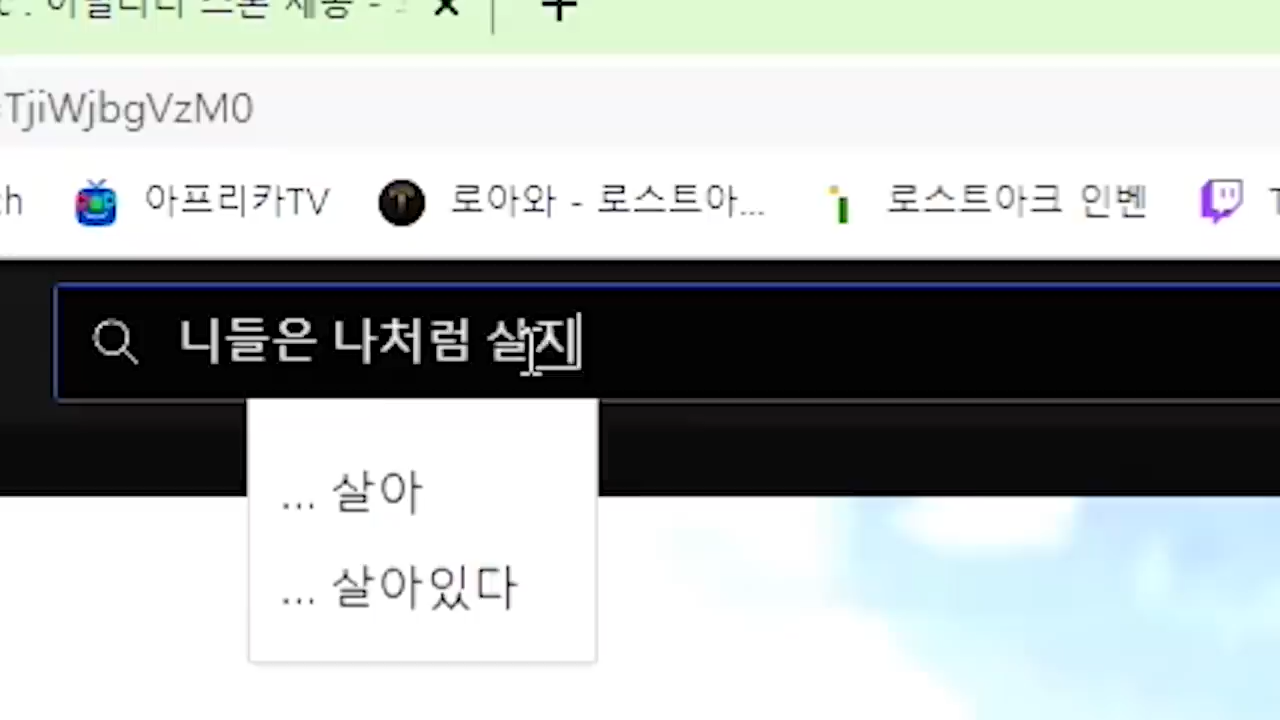 TjiWjbgVzM0
아프리카TV 로아와 - 로스트아... 로스트아크 인벤
니들은 나처럼 살지
... 살아
... 살아있다